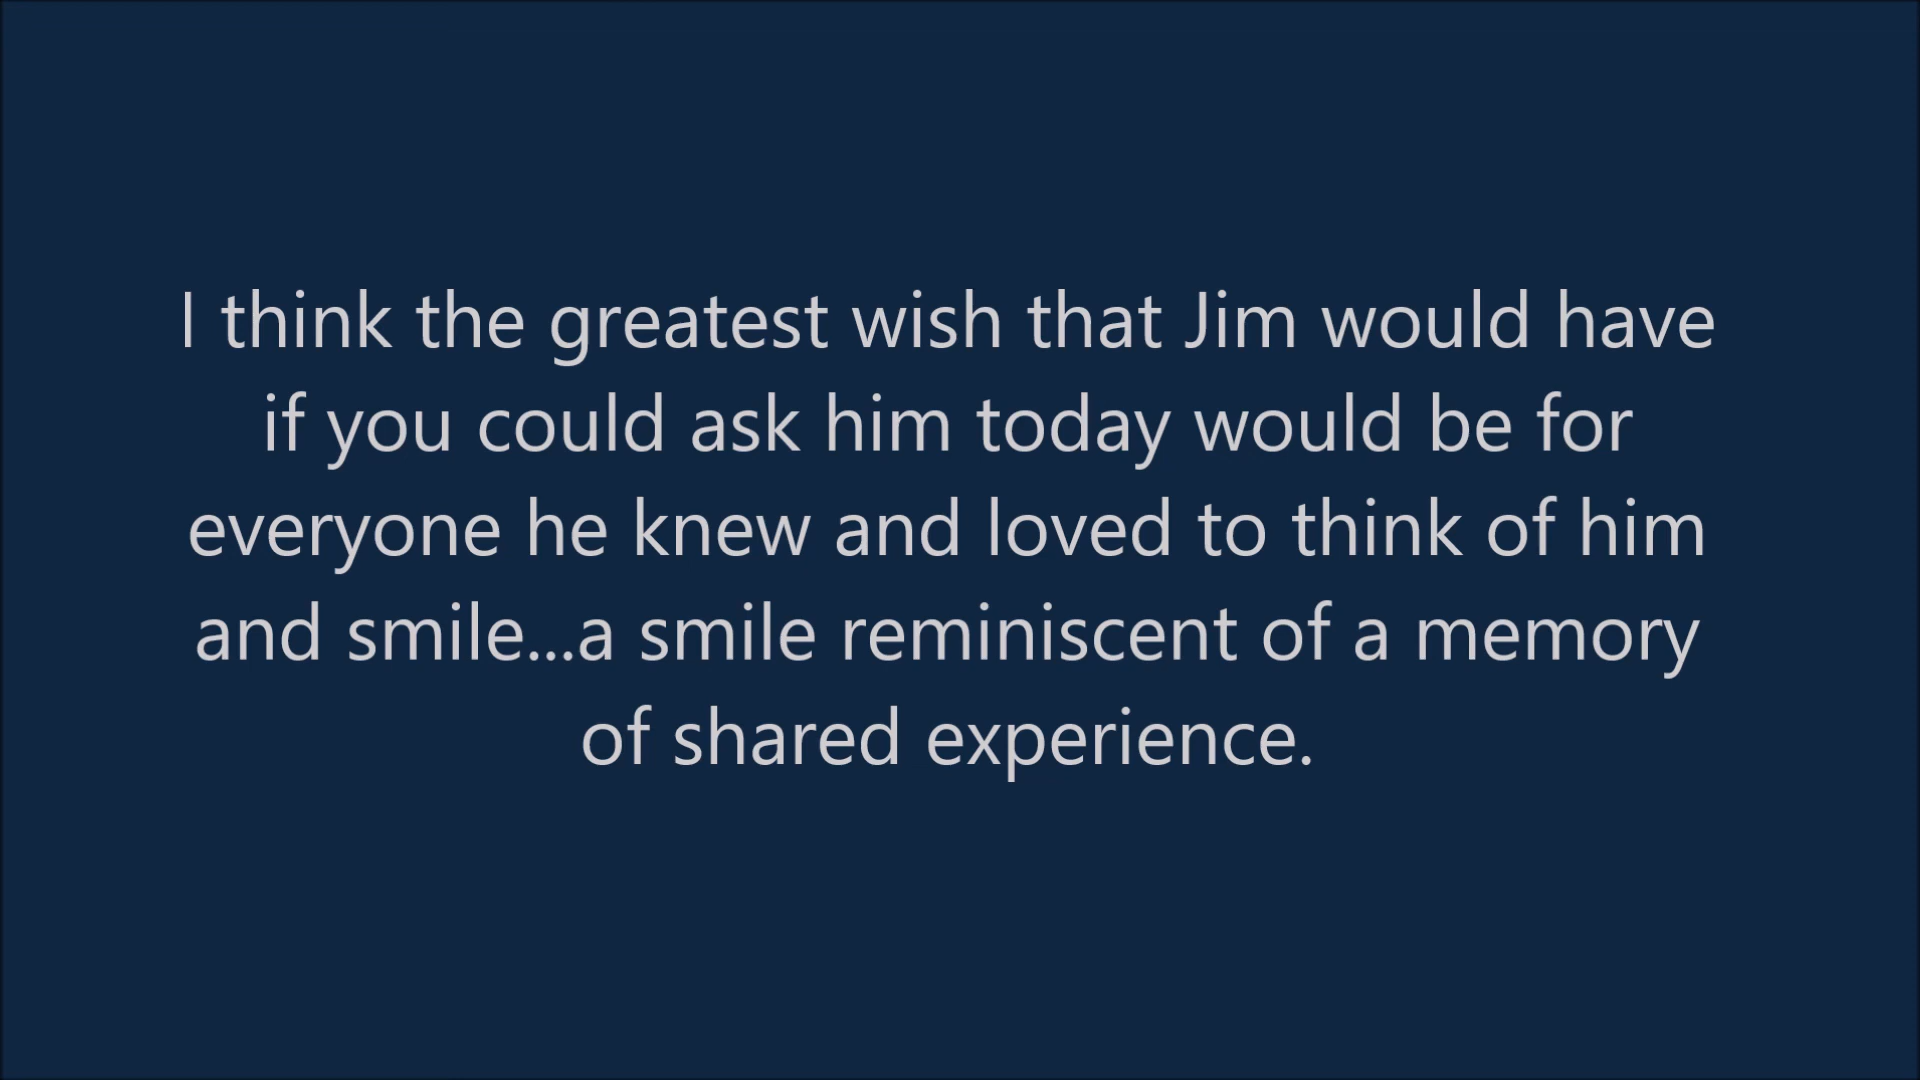 I think the greatest wish that Jim would have
if you could ask him today would be for
everyone he knew and loved to think of him
and smile...a smile reminiscent of a memory
of shared experience.